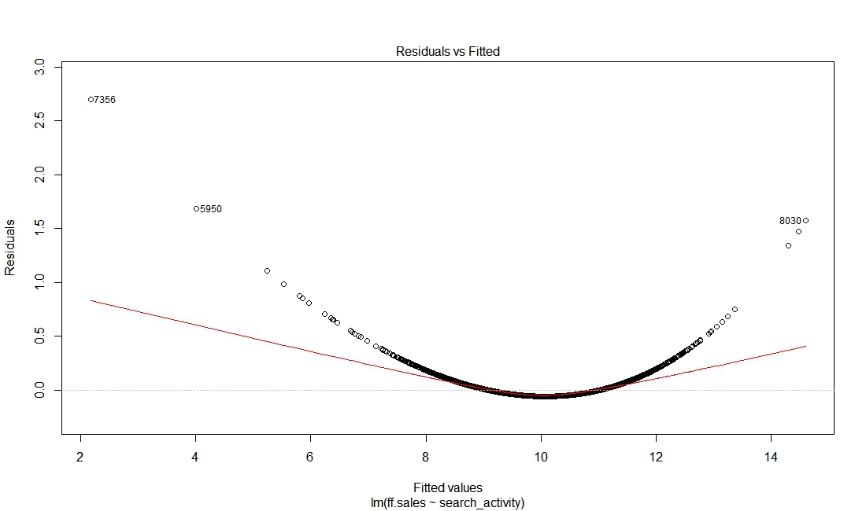 Residuals vs Fitted
3.0
2.5
2.0
1.5
1.0
0.5
0.0
Residuals
7356
5950
8030
2 4 6 8 10 12 14
Fitted values
lm(ff.sales ~ search_activity)